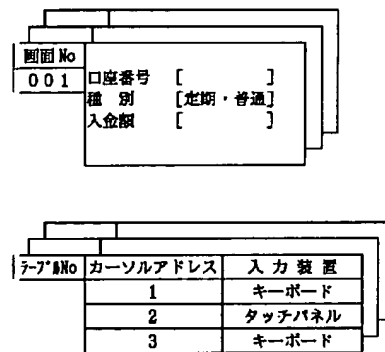 画面 No
001
口座番号 [ ]
種 別 [定期・普通]
入金額 [ ]
テーブルNo カーソルアドレス 入力装置
1 キーボード
2 タッチパネル
3 キーボード